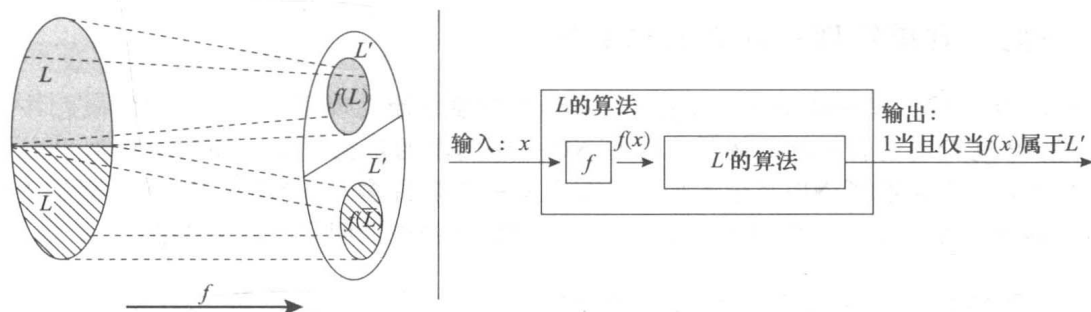 L
L'
f(L)
L̅'
L̅
f(L̅)
f
L的算法
输入：x
f
f(x)
L'的算法
输出：
1当且仅当f(x)属于L'